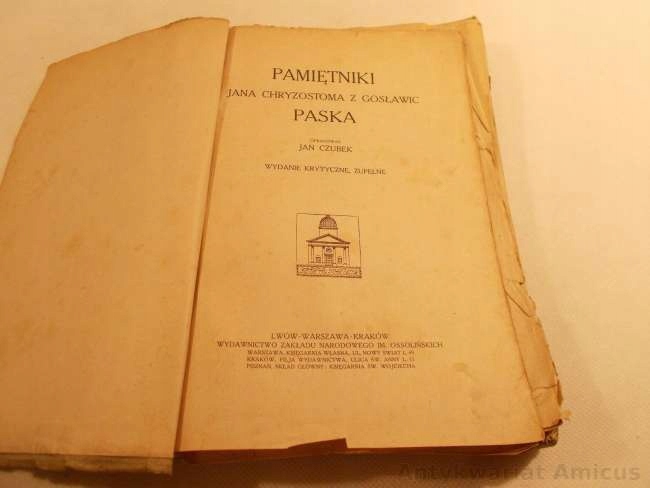 PAMIĘTNIKI
JANA CHRYZOSTOMA Z GOSŁAWIC
PASKA
OPRACOWAŁ
JAN CZUBEK
WYDANIE KRYTYCZNE, ZUPEŁNE
LWÓW-WARSZAWA-KRAKÓW
WYDAWNICTWO ZAKŁADU NARODOWEGO IM. OSSOLIŃSKICH
WARSZAWA, KSIĘGARNIA WŁASNA, UL. NOWY ŚWIAT L.
KRAKÓW, FILJA WYDAWNICTWA, ULICA ŚW. ANNY L. 11
POZNAŃ, SKŁAD GŁÓWNY: KSIĘGARNIA ŚW. WOJCIECHA
Antykwariat Amicus